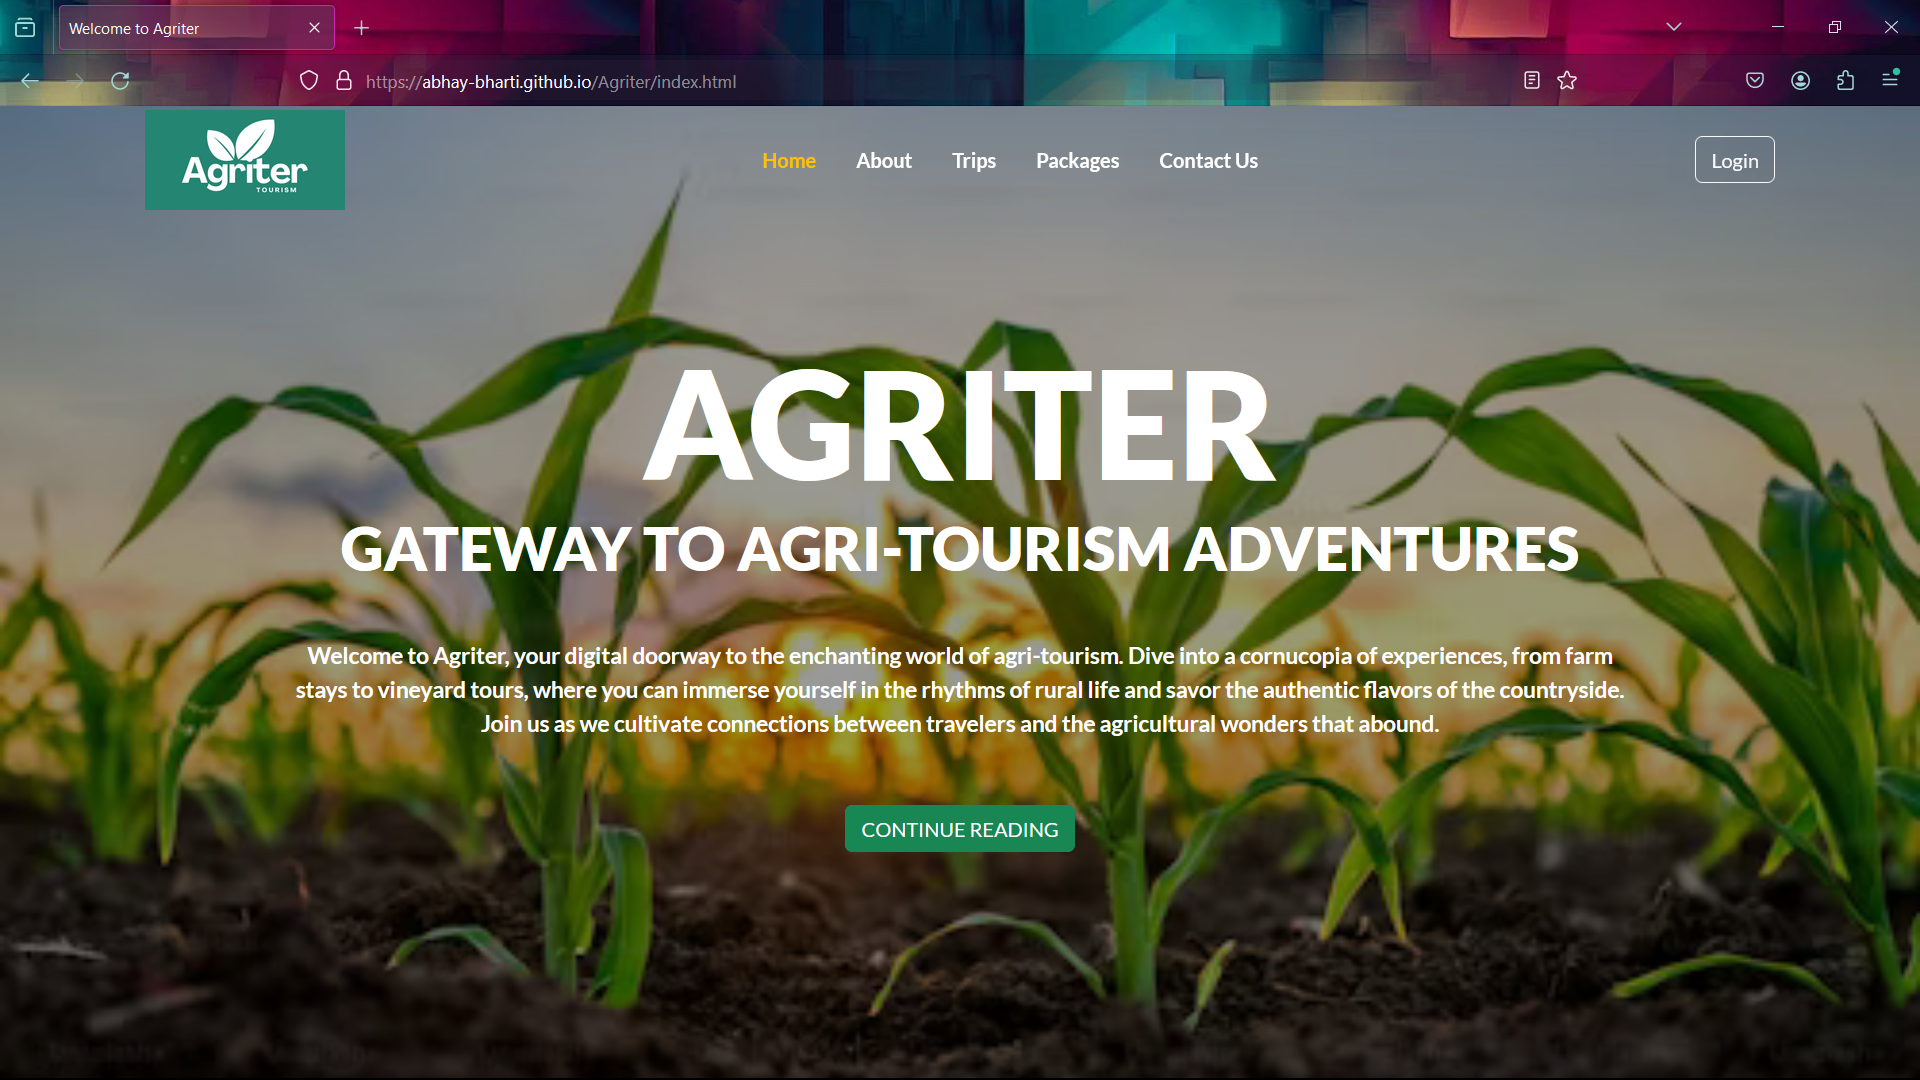 Welcome to Agriter
https://abhay-bharti.github.io/Agriter/index.html
Agriter
TOURISM
Home
About
Trips
Packages
Contact Us
Login
AGRITER
GATEWAY TO AGRI-TOURISM ADVENTURES
Welcome to Agriter, your digital doorway to the enchanting world of agri-tourism. Dive into a cornucopia of experiences, from farm
stays to vineyard tours, where you can immerse yourself in the rhythms of rural life and savor the authentic flavors of the countryside.
Join us as we cultivate connections between travelers and the agricultural wonders that abound.
CONTINUE READING